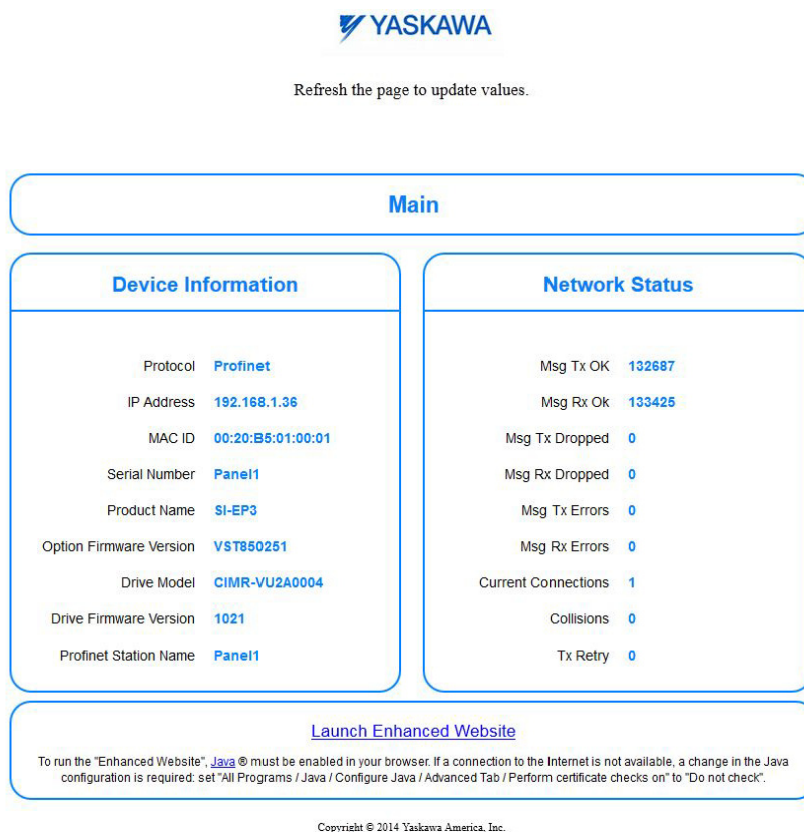 YASKAWA
Refresh the page to update values.
Main
Device Information
Protocol Profinet
IP Address 192.168.1.36
MAC ID 00:20:B5:01:00:01
Serial Number Panel1
Product Name SI-EP3
Option Firmware Version VST850251
Drive Model CIMR-VU2A0004
Drive Firmware Version 1021
Profinet Station Name Panel1
Network Status
Msg Tx OK 132687
Msg Rx Ok 133425
Msg Tx Dropped 0
Msg Rx Dropped 0
Msg Tx Errors 0
Msg Rx Errors 0
Current Connections 1
Collisions 0
Tx Retry 0
Launch Enhanced Website
To run the "Enhanced Website", Java ® must be enabled in your browser. If a connection to the Internet is not available, a change in the Java
configuration is required: set "All Programs / Java / Configure Java / Advanced Tab / Perform certificate checks on" to "Do not check".
Copyright © 2014 Yaskawa America, Inc.